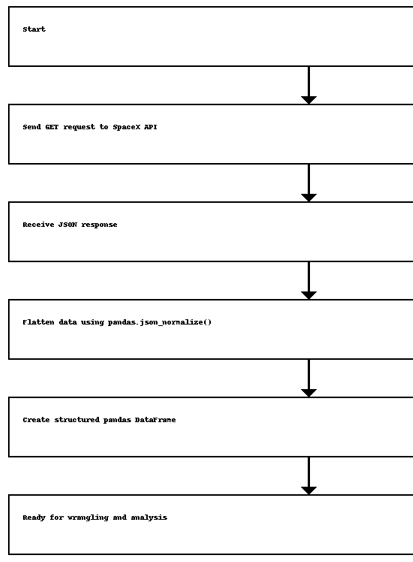 Start
Send GET request to SpaceX API
Receive JSON response
Flatten data using pandas.json_normalize()
Create structured pandas DataFrame
Ready for wrangling and analysis